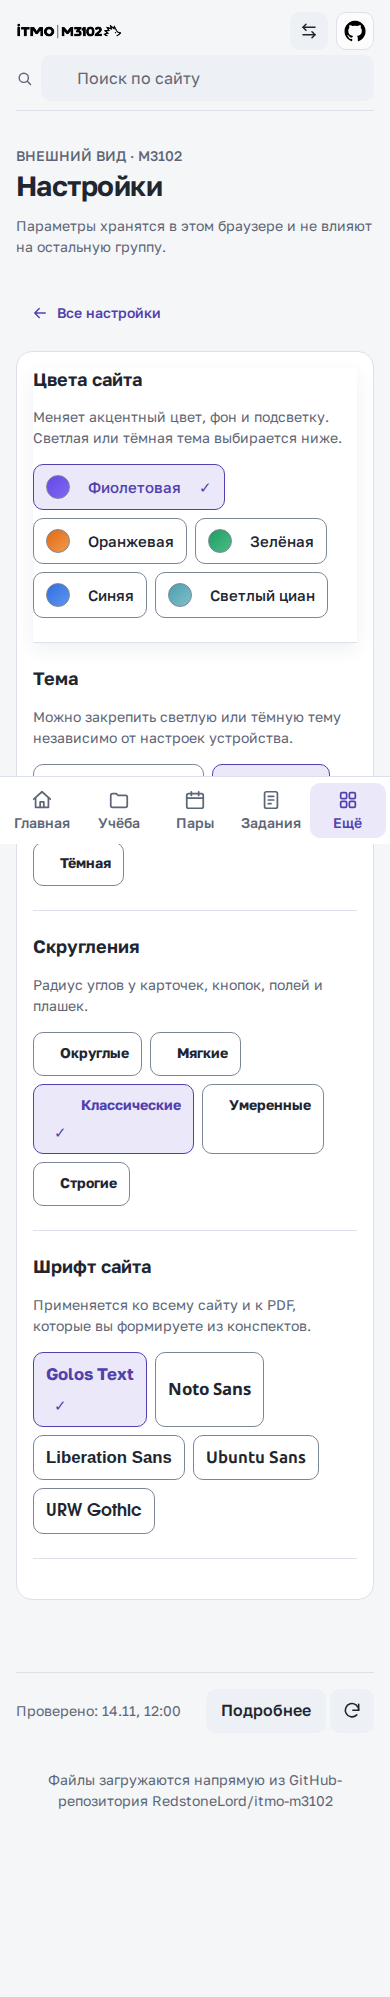 iTMO | M3102
Поиск по сайту
ВНЕШНИЙ ВИД · M3102
Настройки
Параметры хранятся в этом браузере и не влияют
на остальную группу.
← Все настройки
Цвета сайта
Меняет акцентный цвет, фон и подсветку.
Светлая или тёмная тема выбирается ниже.
Фиолетовая ✓
Оранжевая Зелёная
Синяя Светлый циан
Тема
Можно закрепить светлую или тёмную тему
независимо от настроек устройства.
Главная Учёба Пары Задания Ещё
Тёмная
Скругления
Радиус углов у карточек, кнопок, полей и
плашек.
Округлые Мягкие
Классические Умеренные
✓
Строгие
Шрифт сайта
Применяется ко всему сайту и к PDF,
которые вы формируете из конспектов.
Golos Text Noto Sans
✓
Liberation Sans Ubuntu Sans
URW Gothic
Проверено: 14.11, 12:00 Подробнее
Файлы загружаются напрямую из GitHub-
репозитория RedstoneLord/itmo-m3102